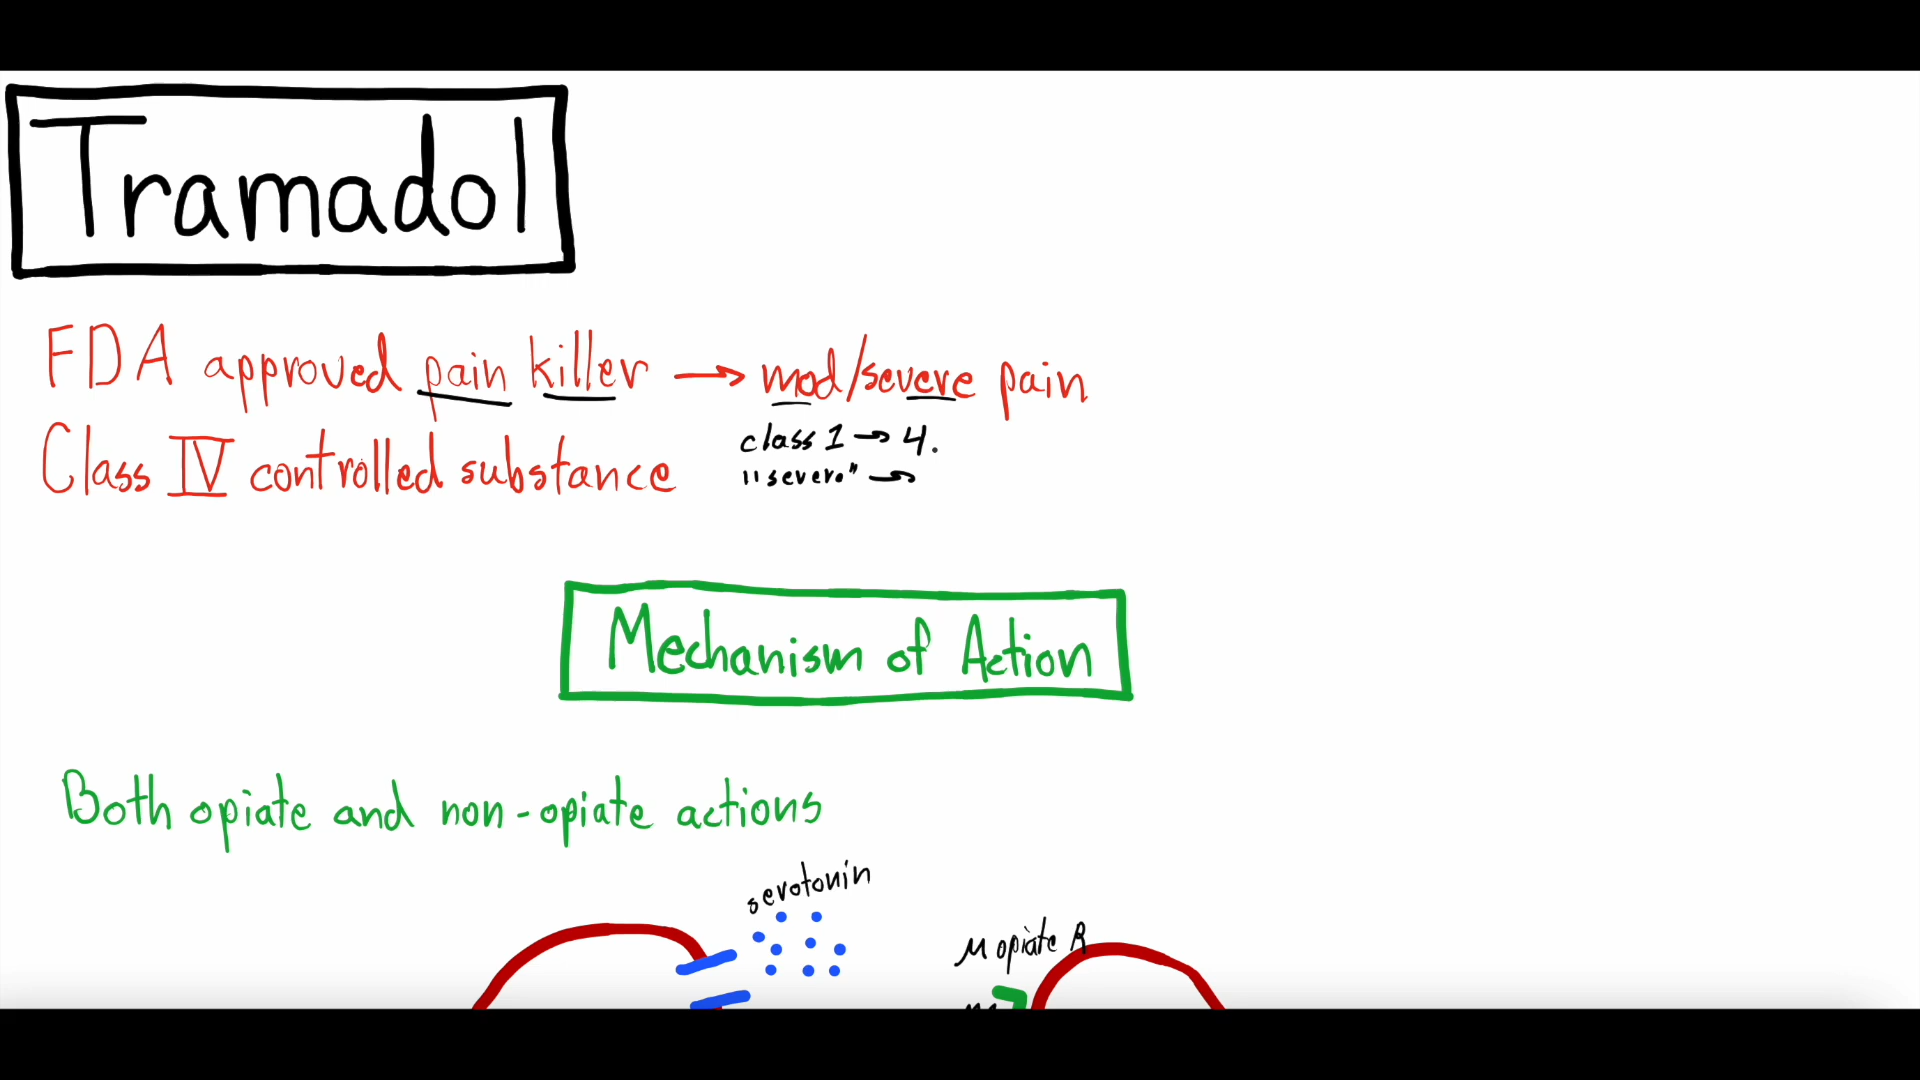 Tramadol
FDA approved pain killer → mod/severe pain
Class IV controlled substance
class 1 → 4.
"severe" →
Mechanism of Action
Both opiate and non-opiate actions
serotonin
μ opiate R